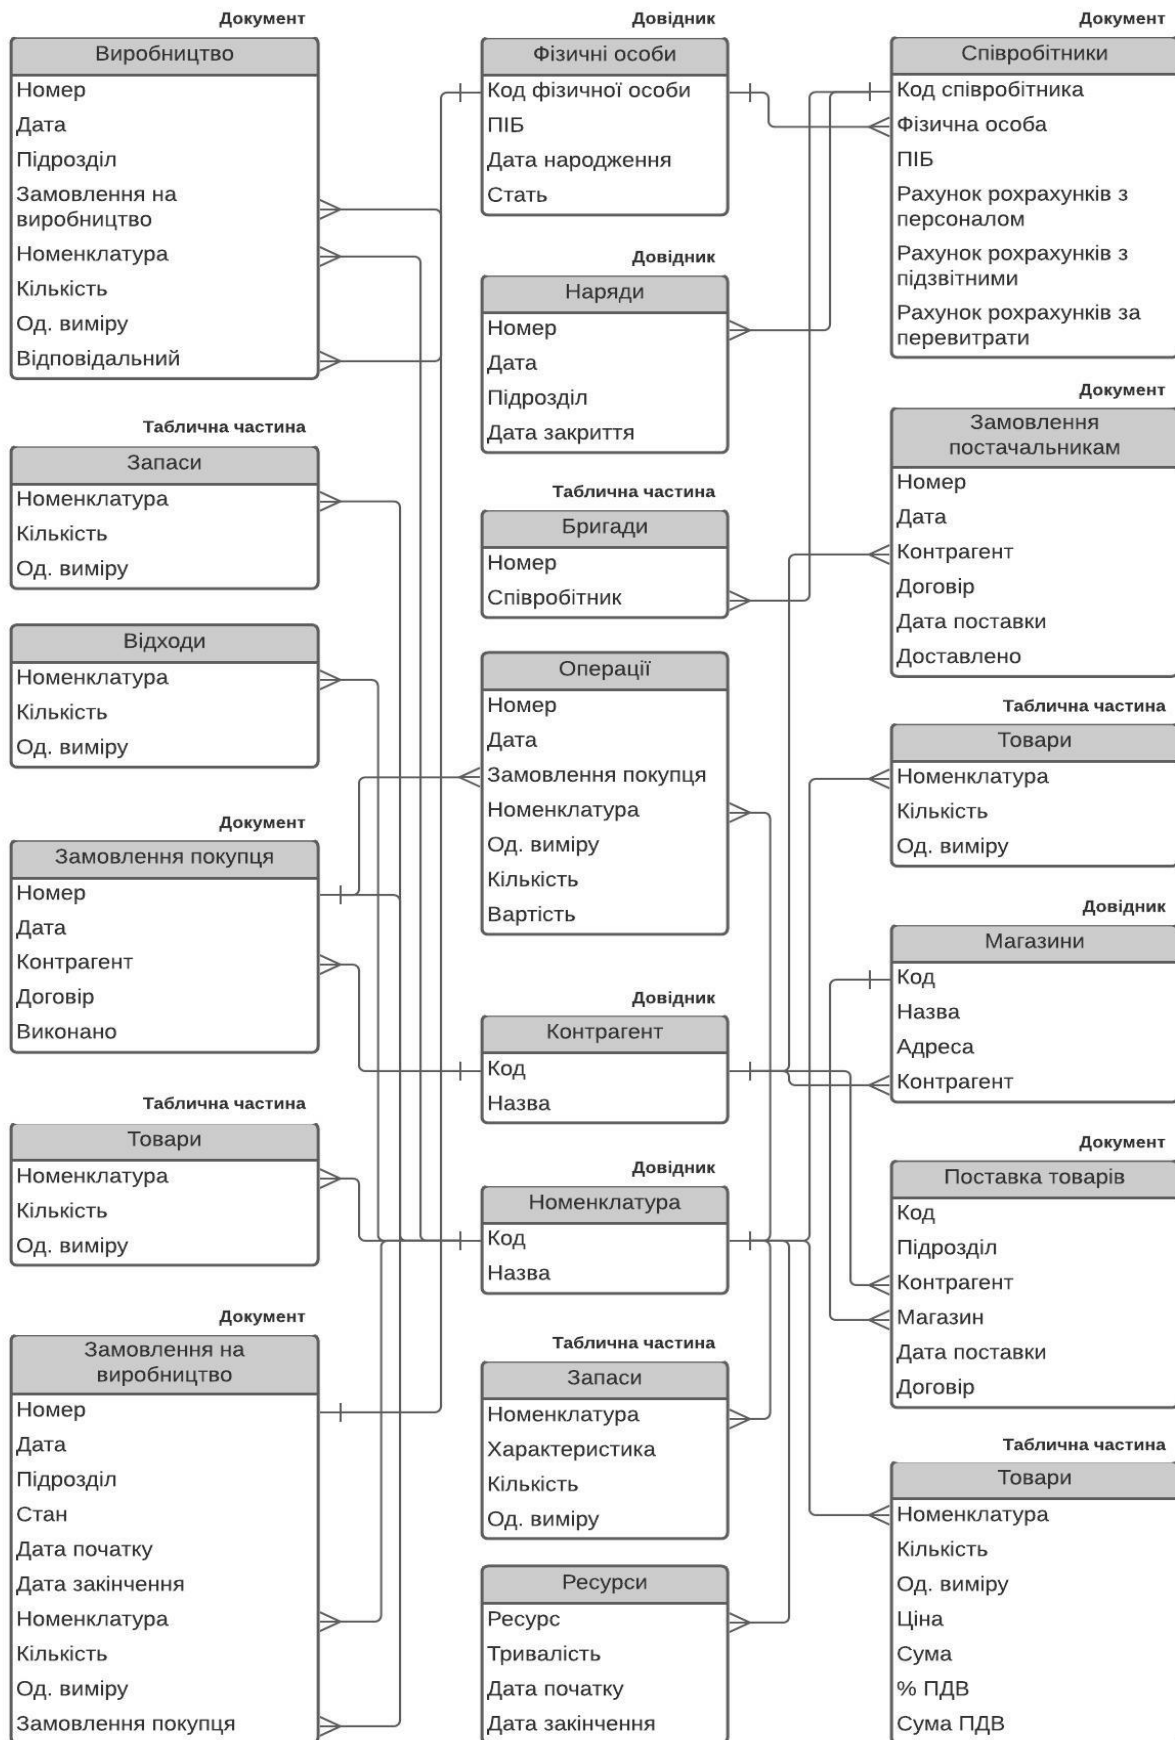 Документ
Виробництво
Номер
Дата
Підрозділ
Замовлення на
виробництво
Номенклатура
Кількість
Од. виміру
Відповідальний
Таблична частина
Запаси
Номенклатура
Кількість
Од. виміру
Відходи
Номенклатура
Кількість
Од. виміру
Документ
Замовлення покупця
Номер
Дата
Контрагент
Договір
Виконано
Таблична частина
Товари
Номенклатура
Кількість
Од. виміру
Документ
Замовлення на
виробництво
Номер
Дата
Підрозділ
Стан
Дата початку
Дата закінчення
Номенклатура
Кількість
Од. виміру
Замовлення покупця
Довідник
Фізичні особи
Код фізичної особи
ПІБ
Дата народження
Стать
Довідник
Наряди
Номер
Дата
Підрозділ
Дата закриття
Таблична частина
Бригади
Номер
Співробітник
Операції
Номер
Дата
Замовлення покупця
Номенклатура
Од. виміру
Кількість
Вартість
Довідник
Контрагент
Код
Назва
Довідник
Номенклатура
Код
Назва
Таблична частина
Запаси
Номенклатура
Характеристика
Кількість
Од. виміру
Ресурси
Ресурс
Тривалість
Дата початку
Дата закінчення
Документ
Співробітники
Код співробітника
Фізична особа
ПІБ
Рахунок рохрахунків з
персоналом
Рахунок рохрахунків з
підзвітними
Рахунок рохрахунків за
перевитрати
Документ
Замовлення
постачальникам
Номер
Дата
Контрагент
Договір
Дата поставки
Доставлено
Таблична частина
Товари
Номенклатура
Кількість
Од. виміру
Довідник
Магазини
Код
Назва
Адреса
Контрагент
Документ
Поставка товарів
Код
Підрозділ
Контрагент
Магазин
Дата поставки
Договір
Таблична частина
Товари
Номенклатура
Кількість
Од. виміру
Ціна
Сума
% ПДВ
Сума ПДВ